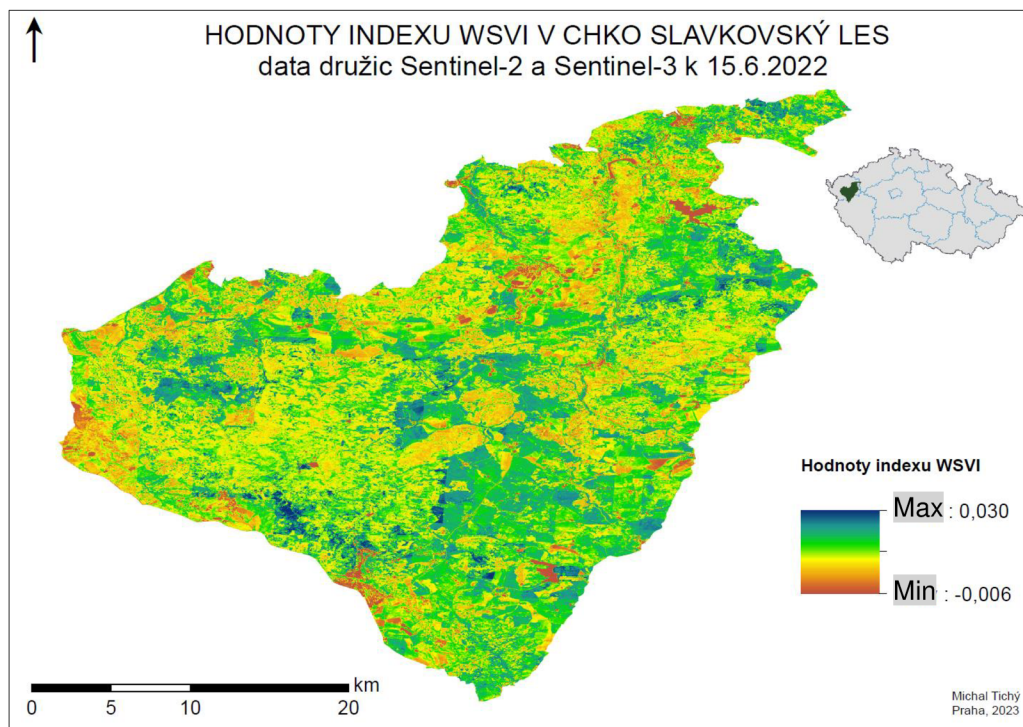 HODNOTY INDEXU WSVI V CHKO SLAVKOVSKÝ LES
data družic Sentinel-2 a Sentinel-3 k 15.6.2022
Hodnoty indexu WSVI
Max : 0,030
Min : -0,006
km
0 5 10 20
Michal Tichý
Praha, 2023